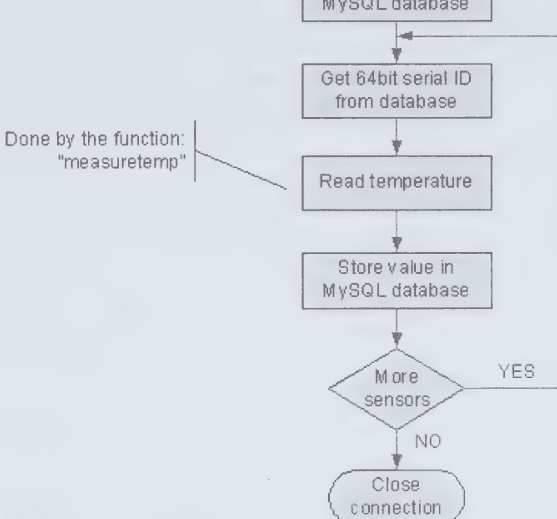 MySQL database
Get 64bit serial ID
from database
Done by the function:
"measuretemp"
Read temperature
Store value in
MySQL database
More
sensors
YES
NO
Close
connection